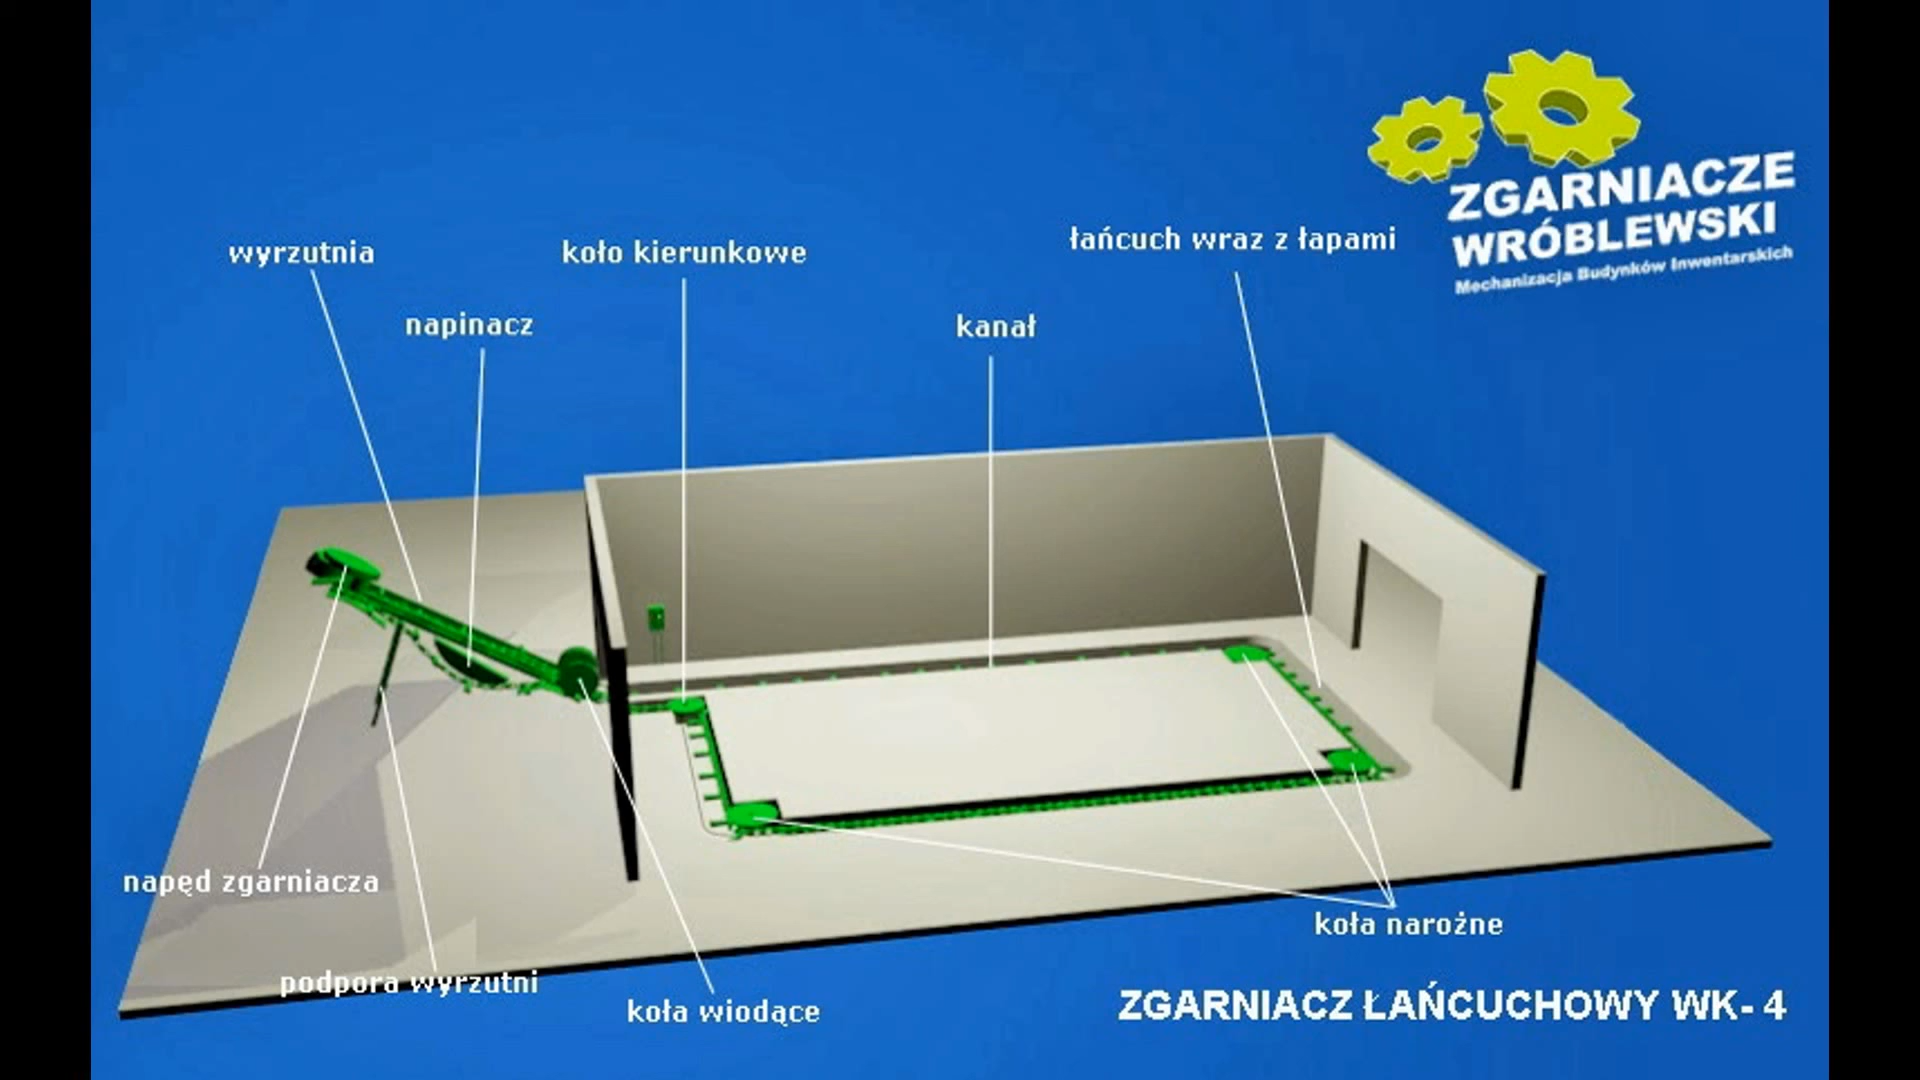 ZGARNIACZE
WRÓBLEWSKI
Mechanizacja Budynków Inwentarskich
wyrzutnia
koło kierunkowe
łańcuch wraz z łapami
napinacz
kanał
napęd zgarniacza
koła narożne
podpora wyrzutni
koła wiodące
ZGARNIACZ ŁAŃCUCHOWY WK- 4